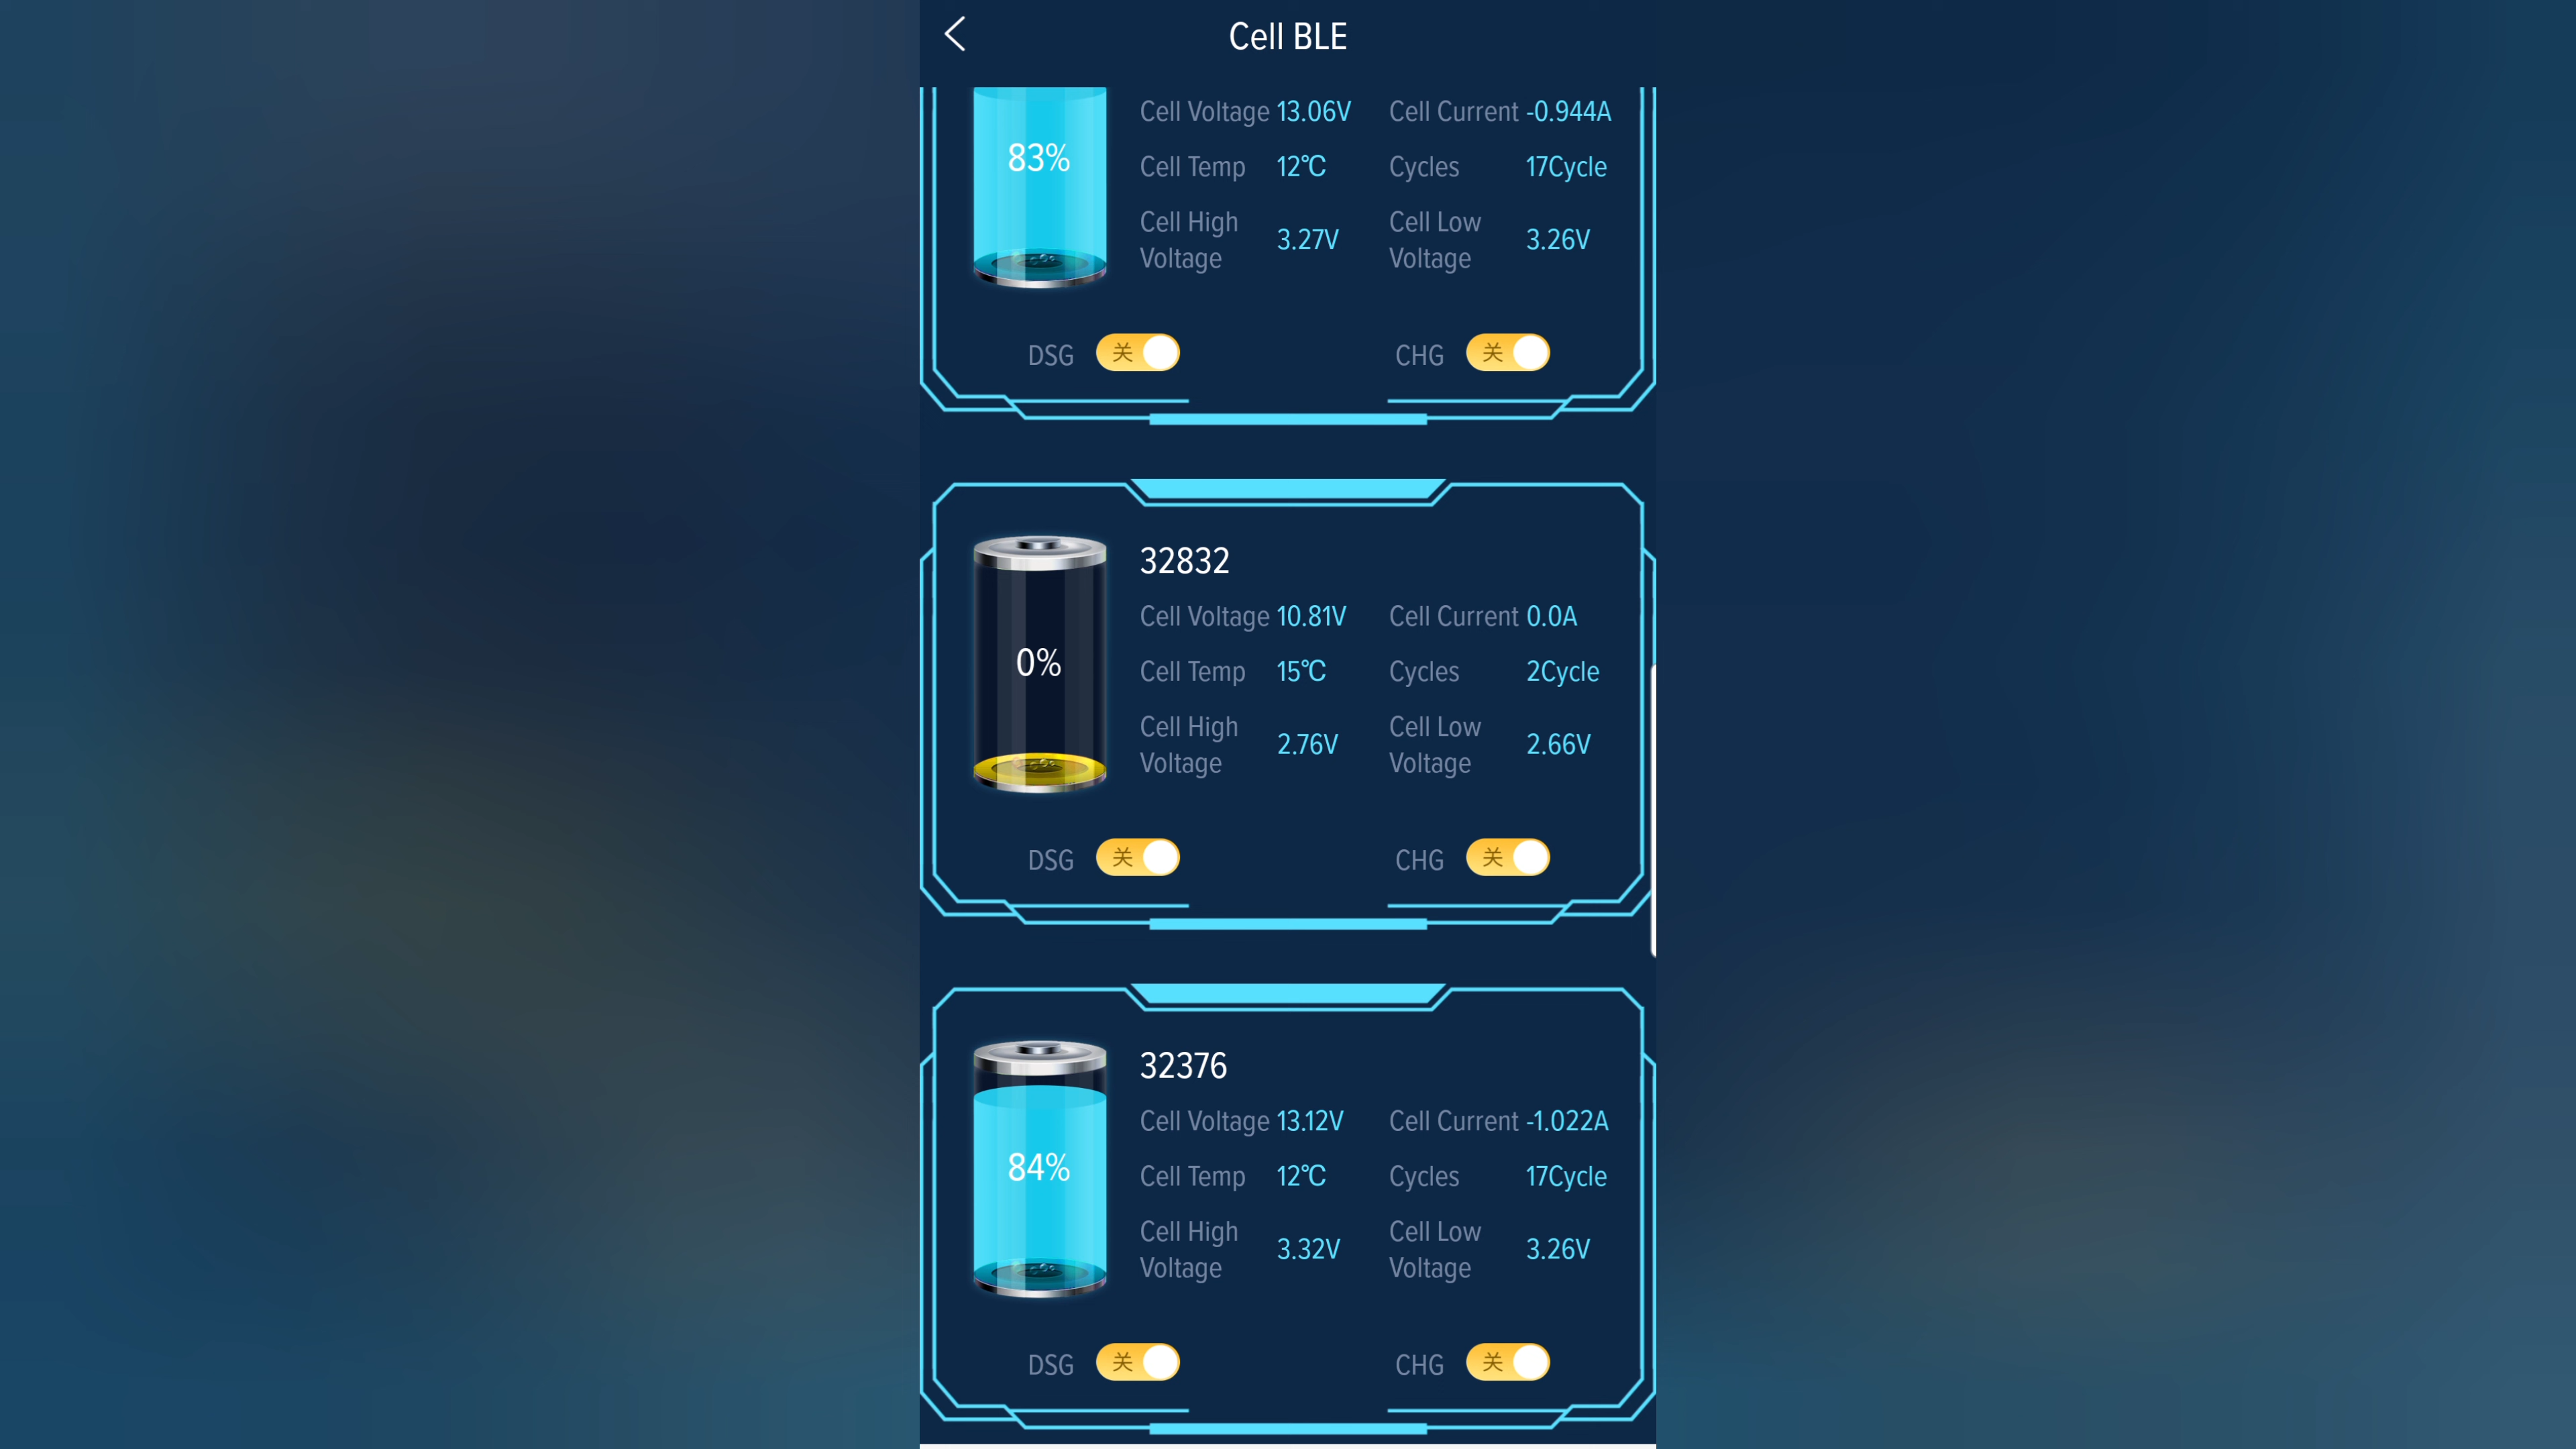 Cell BLE
Cell Voltage 13.06V Cell Current -0.944A
83%
Cell Temp 12℃ Cycles 17Cycle
Cell High Voltage 3.27V Cell Low Voltage 3.26V
DSG 关 CHG 关
32832
Cell Voltage 10.81V Cell Current 0.0A
0%
Cell Temp 15℃ Cycles 2Cycle
Cell High Voltage 2.76V Cell Low Voltage 2.66V
DSG 关 CHG 关
32376
Cell Voltage 13.12V Cell Current -1.022A
84%
Cell Temp 12℃ Cycles 17Cycle
Cell High Voltage 3.32V Cell Low Voltage 3.26V
DSG 关 CHG 关